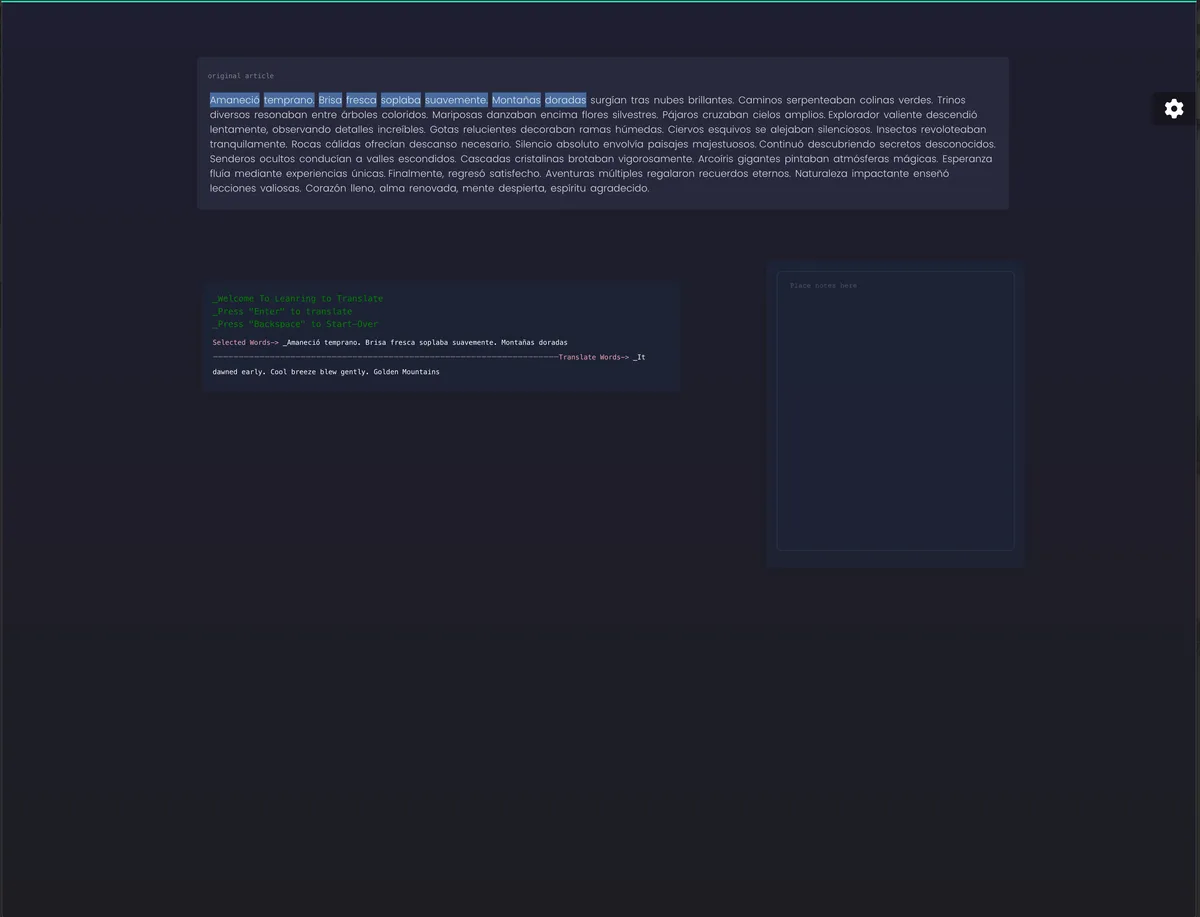 original article
Amaneció temprano. Brisa fresca soplaba suavemente. Montañas doradas surgían tras nubes brillantes. Caminos serpenteaban colinas verdes. Trinos
diversos resonaban entre árboles coloridos. Mariposas danzaban encima flores silvestres. Pájaros cruzaban cielos amplios. Explorador valiente descendió
lentamente, observando detalles increíbles. Gotas relucientes decoraban ramas húmedas. Ciervos esquivos se alejaban silenciosos. Insectos revoloteaban
tranquilamente. Rocas cálidas ofrecían descanso necesario. Silencio absoluto envolvía paisajes majestuosos. Continuó descubriendo secretos desconocidos.
Senderos ocultos conducían a valles escondidos. Cascadas cristalinas brotaban vigorosamente. Arcoíris gigantes pintaban atmósferas mágicas. Esperanza
fluía mediante experiencias únicas. Finalmente, regresó satisfecho. Aventuras múltiples regalaron recuerdos eternos. Naturaleza impactante enseñó
lecciones valiosas. Corazón lleno, alma renovada, mente despierta, espíritu agradecido.
_Welcome To Leanring to Translate
_Press "Enter" to translate
_Press "Backspace" to Start-Over
Selected Words~> _Amaneció temprano. Brisa fresca soplaba suavemente. Montañas doradas
Translate Words~> _It
dawned early. Cool breeze blew gently. Golden Mountains
Place notes here